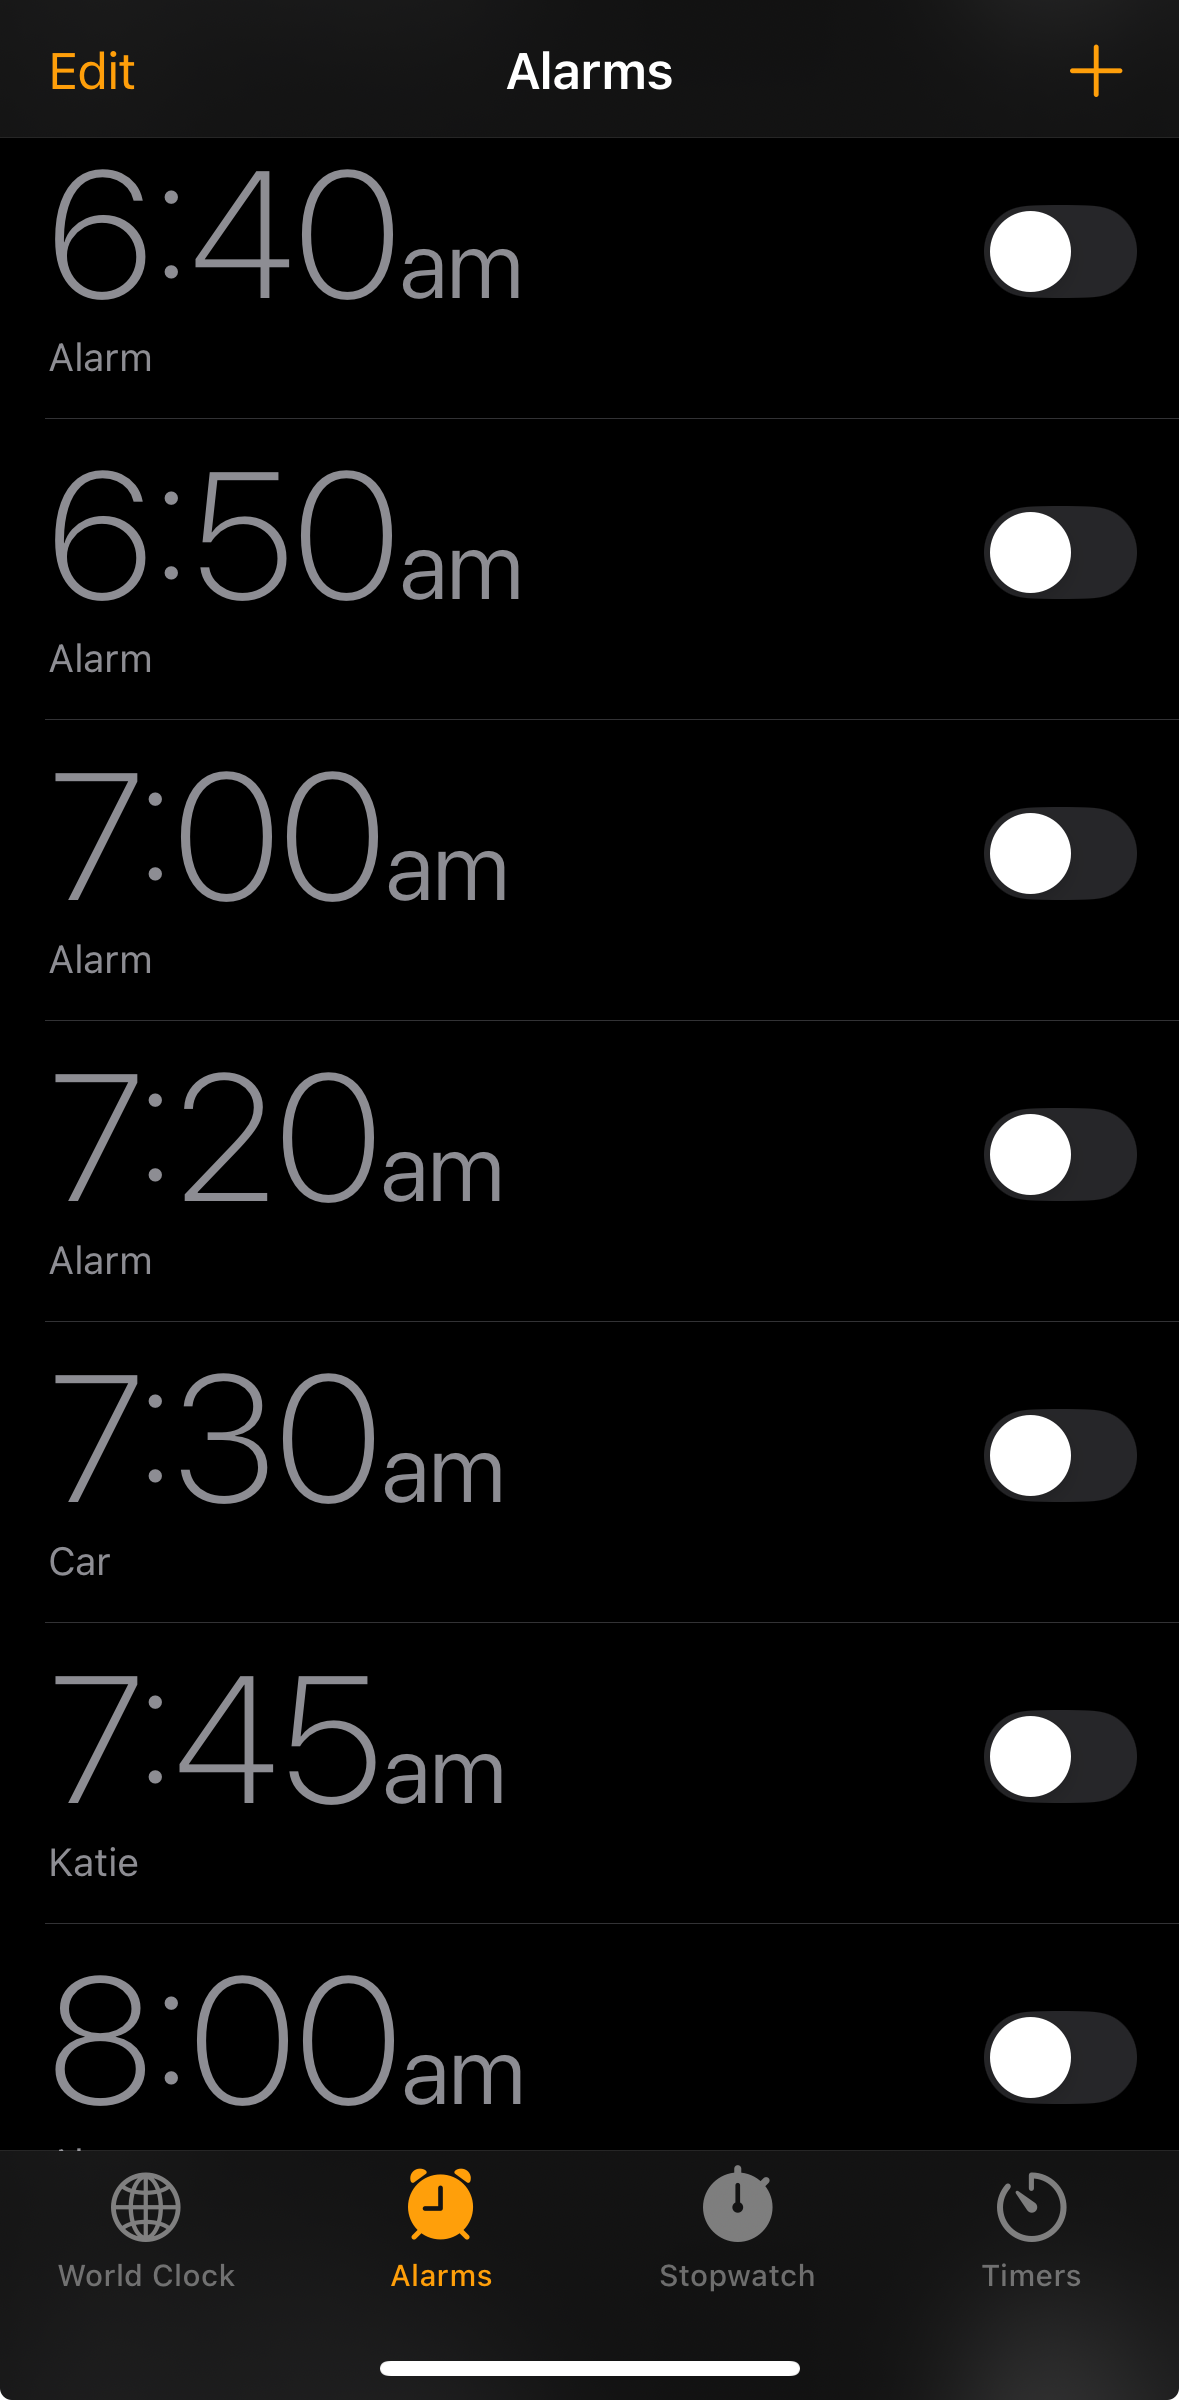 Edit Alarms +
6:40am
Alarm
6:50am
Alarm
7:00am
Alarm
7:20am
Alarm
7:30am
Car
7:45am
Katie
8:00am
World Clock Alarms Stopwatch Timers